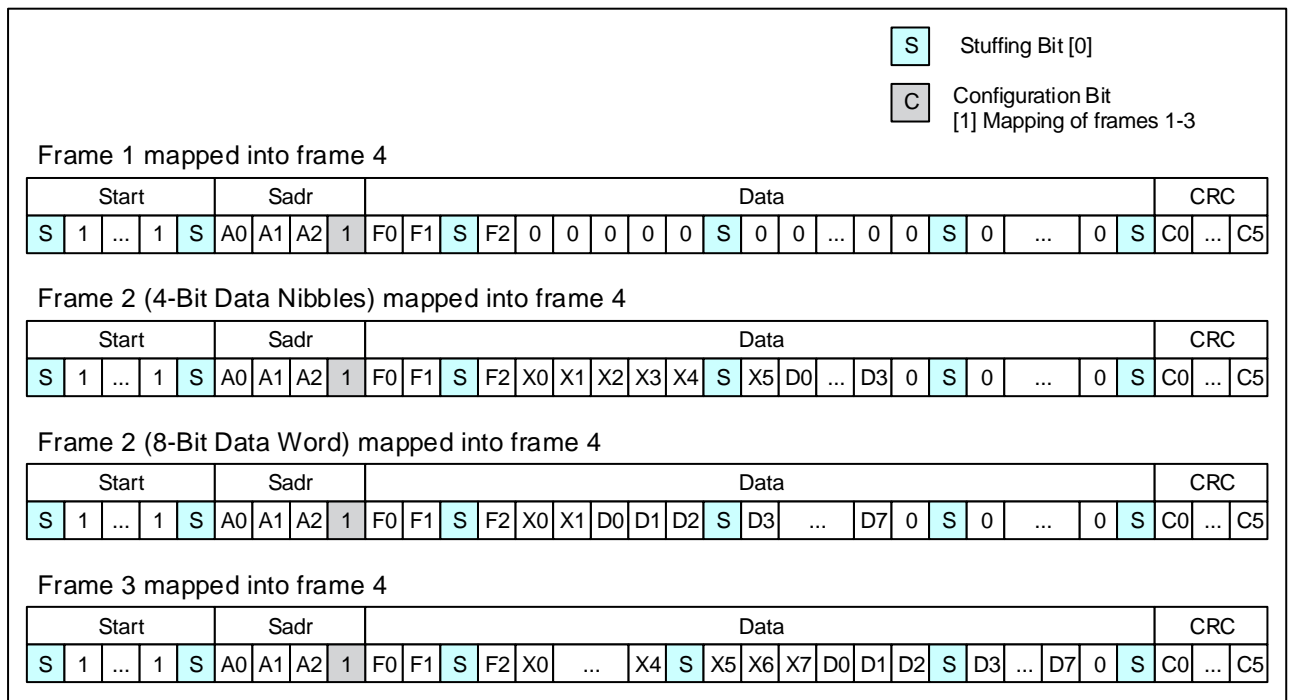 S Stuffing Bit [0]
C Configuration Bit
[1] Mapping of frames 1-3
Frame 1 mapped into frame 4
Start Sadr Data CRC
S 1 ... 1 S A0 A1 A2 1 F0 F1 S F2 0 0 0 0 0 S 0 0 ... 0 0 S 0 ... 0 S C0 ... C5
Frame 2 (4-Bit Data Nibbles) mapped into frame 4
Start Sadr Data CRC
S 1 ... 1 S A0 A1 A2 1 F0 F1 S F2 X0 X1 X2 X3 X4 S X5 D0 ... D3 0 S 0 ... 0 S C0 ... C5
Frame 2 (8-Bit Data Word) mapped into frame 4
Start Sadr Data CRC
S 1 ... 1 S A0 A1 A2 1 F0 F1 S F2 X0 X1 D0 D1 D2 S D3 ... D7 0 S 0 ... 0 S C0 ... C5
Frame 3 mapped into frame 4
Start Sadr Data CRC
S 1 ... 1 S A0 A1 A2 1 F0 F1 S F2 X0 ... X4 S X5 X6 X7 D0 D1 D2 S D3 ... D7 0 S C0 ... C5